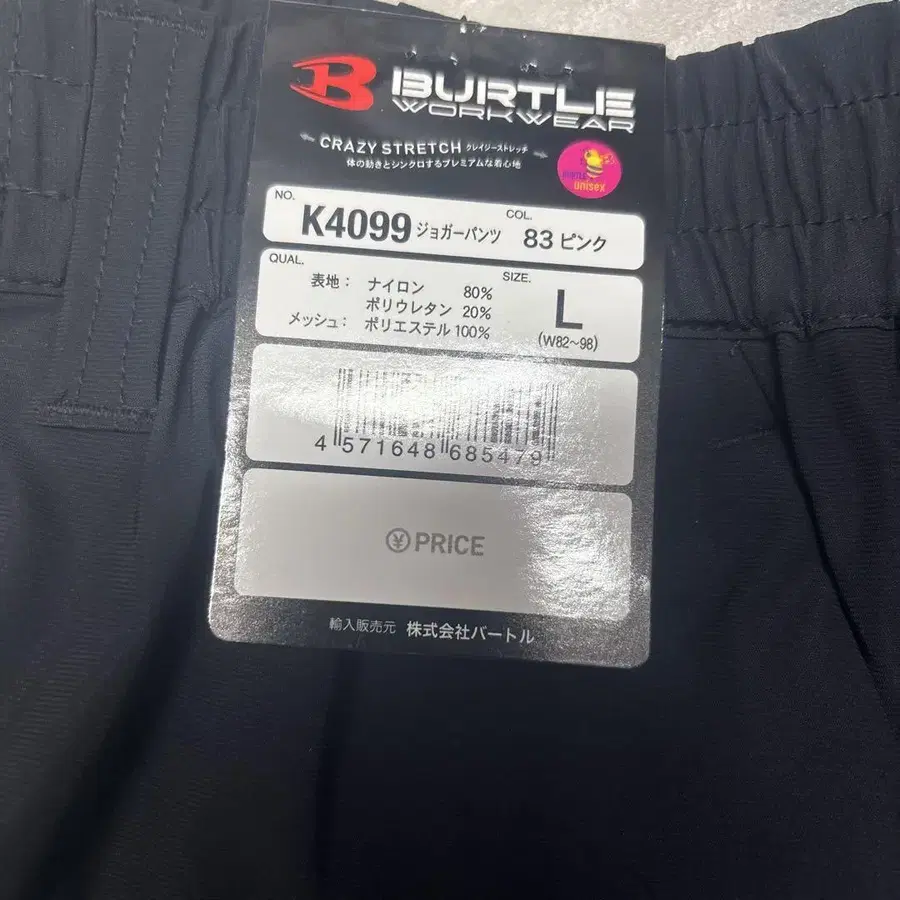 BURTLE
WORKWEAR
CRAZY STRETCH クレイジーストレッチ
体の動きとシンクロするプレミアムな着心地
BURTLE
unisex
NO.
K4099 ジョガーパンツ
COL.
83 ピンク
QUAL.
表地： ナイロン 80%
ポリウレタン 20%
メッシュ： ポリエステル 100%
SIZE.
L
(W82~98)
4 571648 685479
¥ PRICE
輸入販売元 株式会社バートル